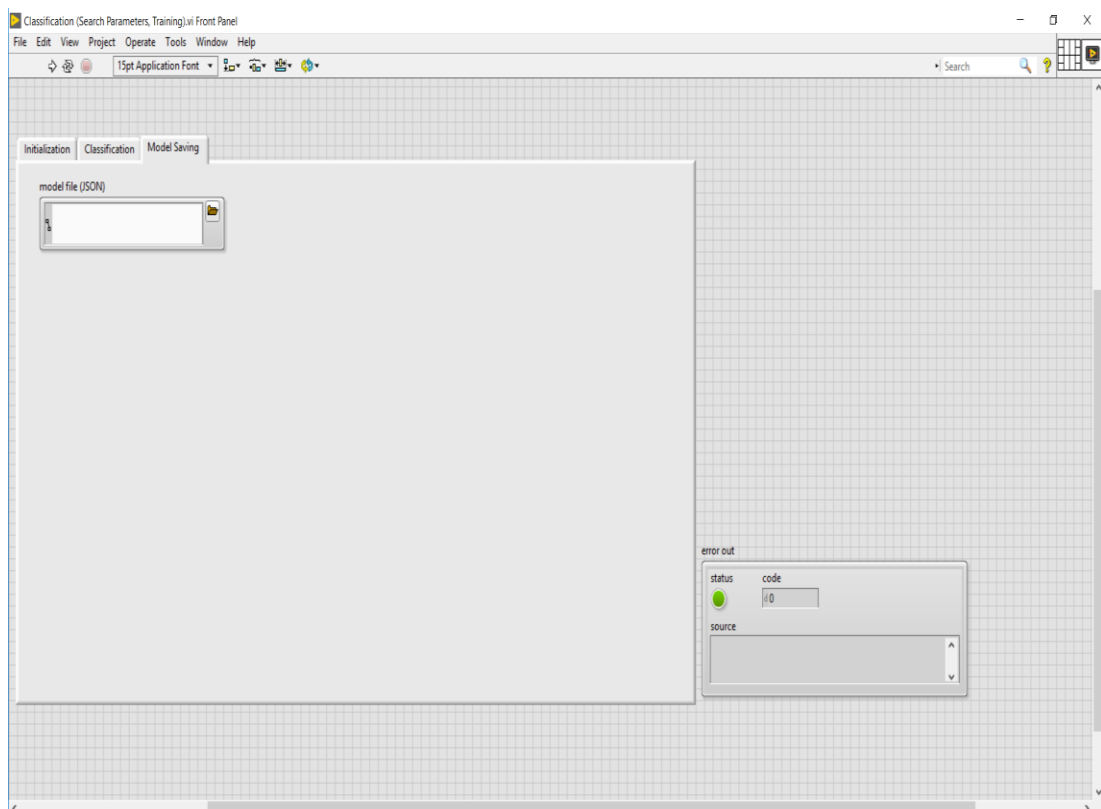 Classification (Search Parameters, Training).vi Front Panel
File Edit View Project Operate Tools Window Help
15pt Application Font
Search
Initialization Classification Model Saving
model file (JSON)
error out
status code
d 0
source